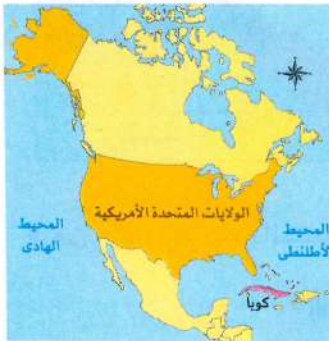 الولايات المتحدة الأمريكية
المحيط
الهادى
المحيط
الأطلنطى
كوبا